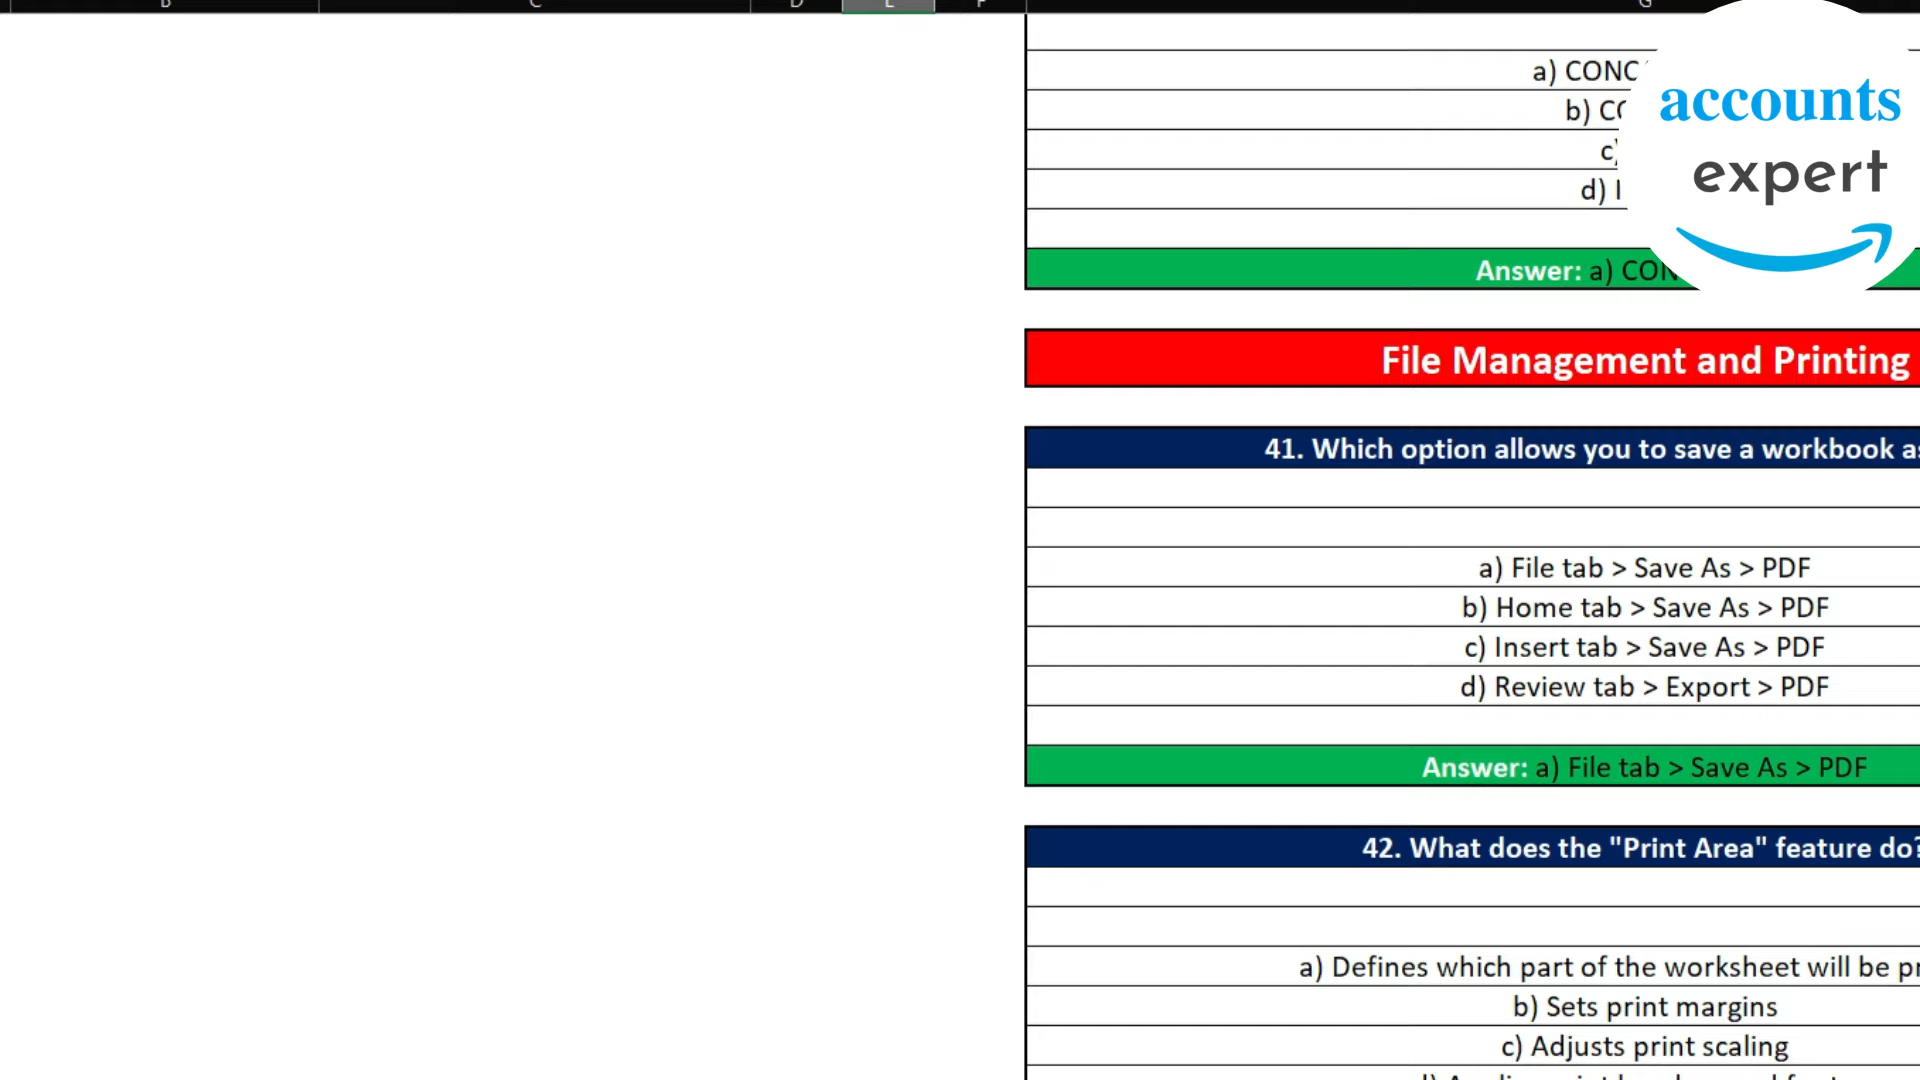 B C D E F G
a) CONC
b) CO
c)
d) I
Answer: a) CON
accounts
expert
File Management and Printing
41. Which option allows you to save a workbook as
a) File tab > Save As > PDF
b) Home tab > Save As > PDF
c) Insert tab > Save As > PDF
d) Review tab > Export > PDF
Answer: a) File tab > Save As > PDF
42. What does the "Print Area" feature do?
a) Defines which part of the worksheet will be pr
b) Sets print margins
c) Adjusts print scaling